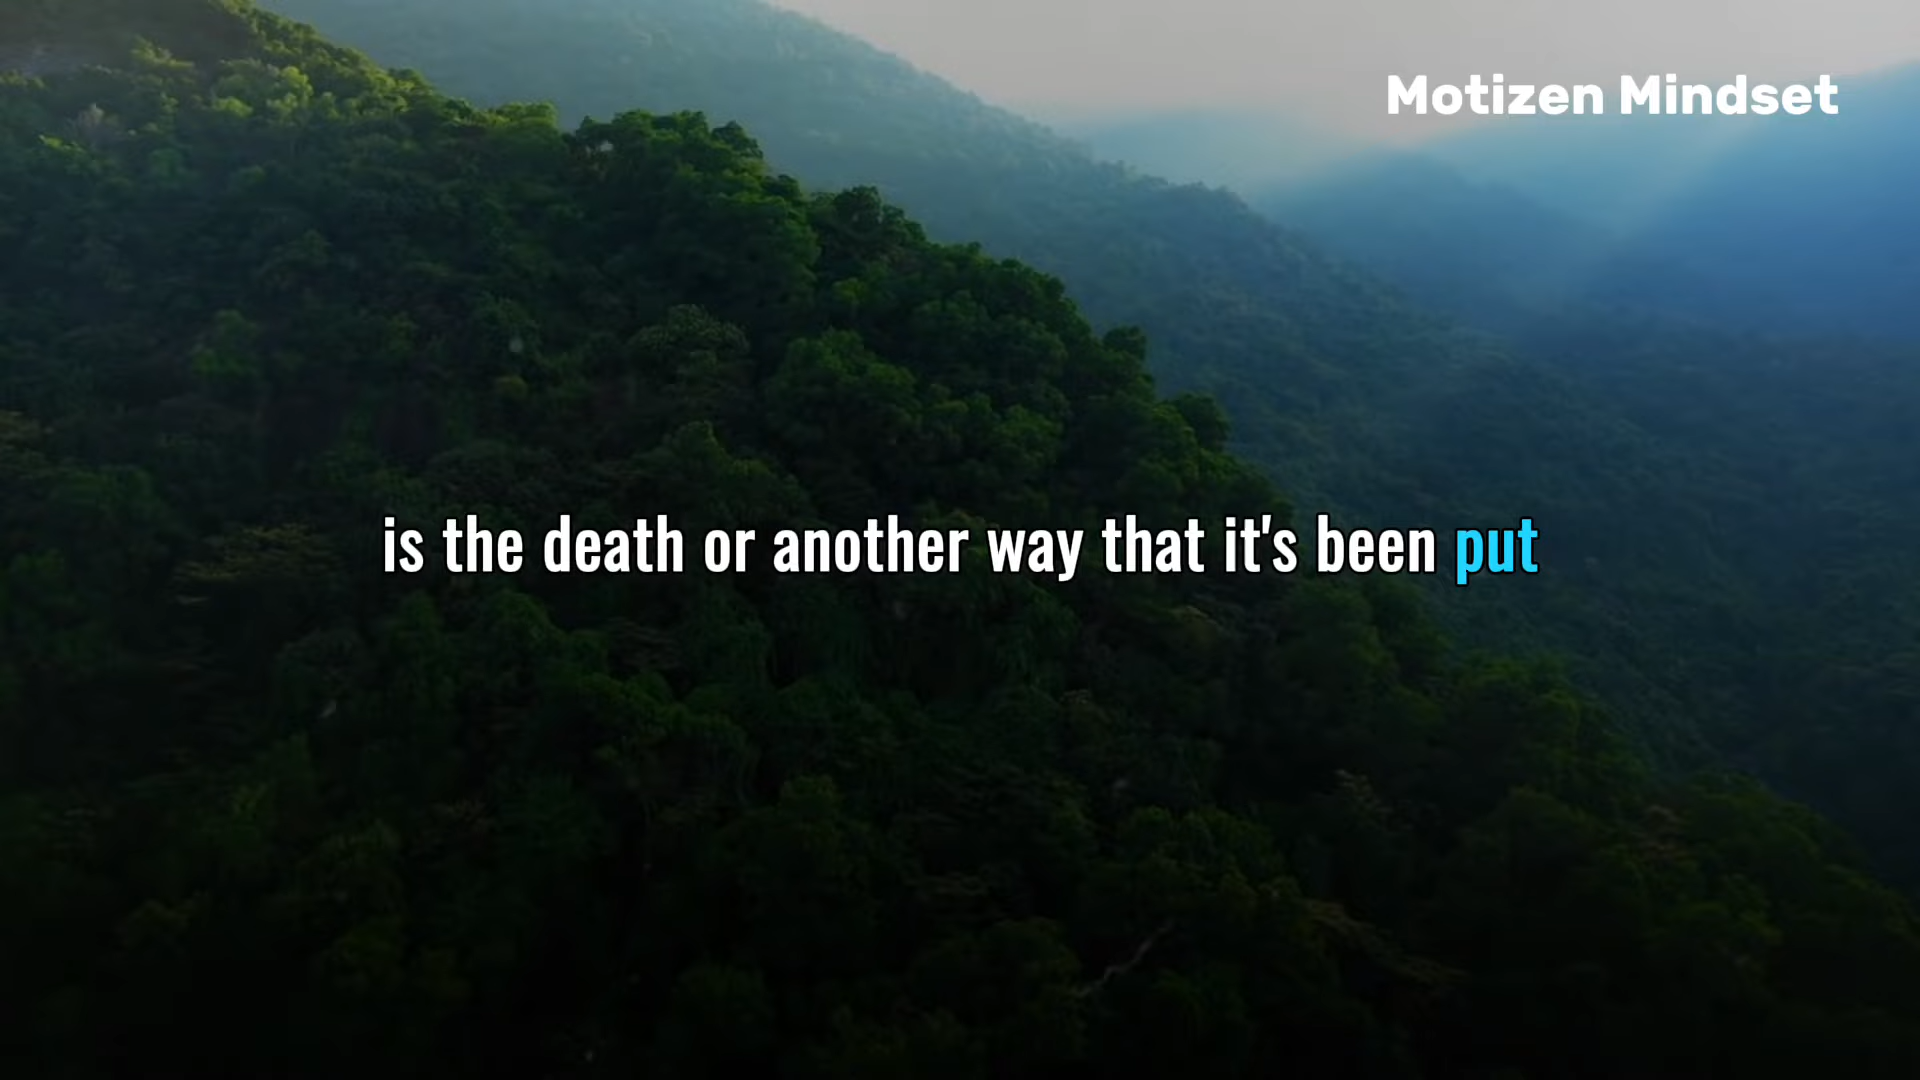 Motizen Mindset
is the death or another way that it's been put